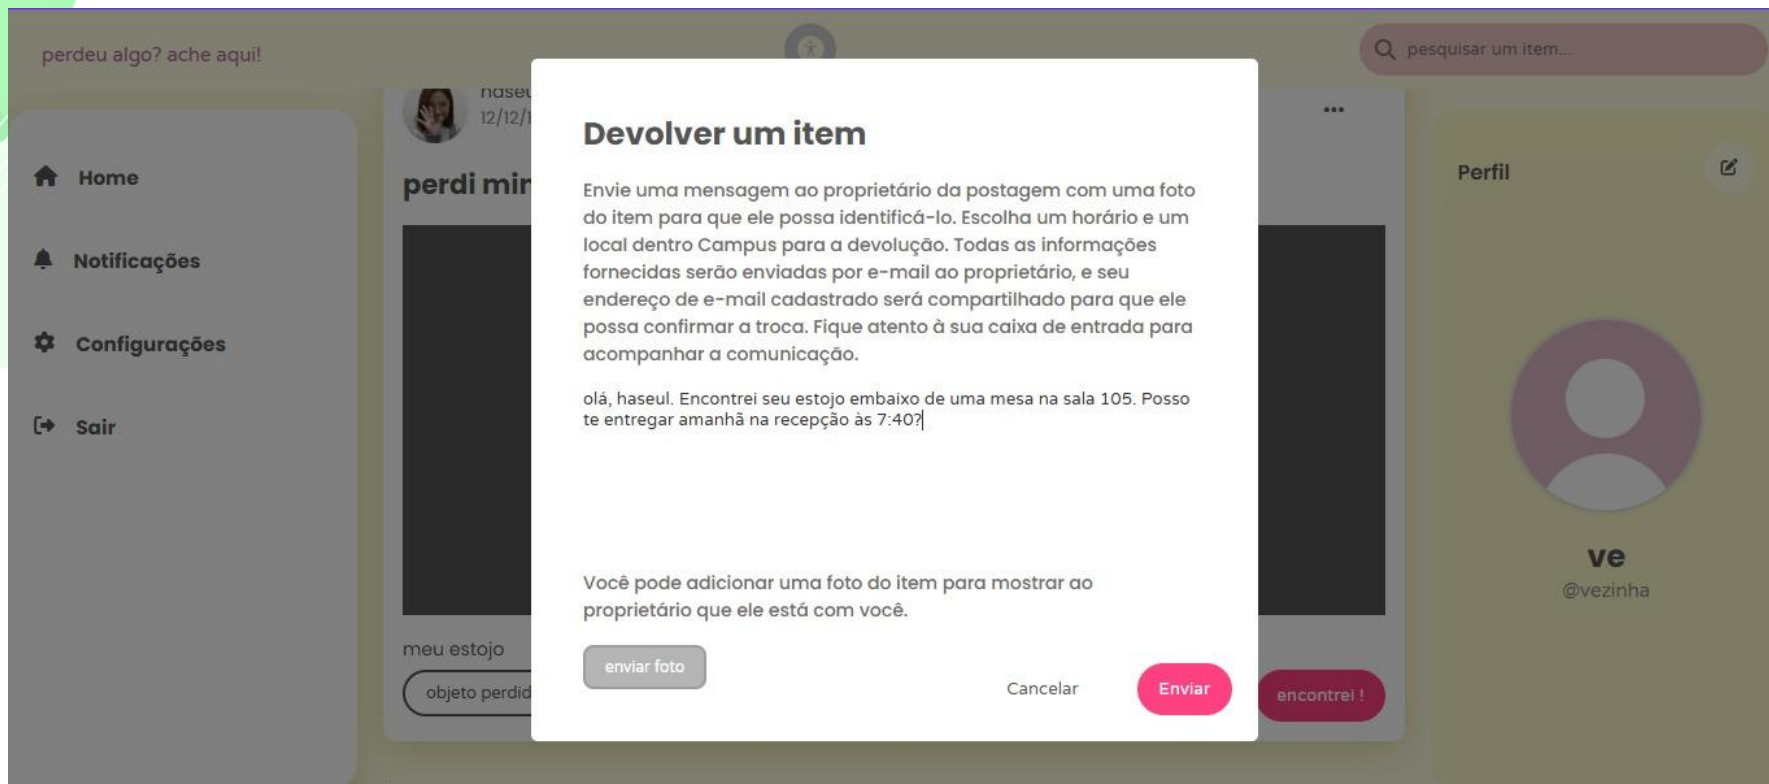 perdeu algo? ache aqui!
pesquisar um item...
Home
Notificações
Configurações
Sair
12/12/1
perdi
Devolver um item
Envie uma mensagem ao proprietário da postagem com uma foto
do item para que ele possa identificá-lo. Escolha um horário e um
local dentro Campus para a devolução. Todas as informações
fornecidas serão enviadas por e-mail ao proprietário, e seu
endereço de e-mail cadastrado será compartilhado para que ele
possa confirmar a troca. Fique atento à sua caixa de entrada para
acompanhar a comunicação.
olá, haseul. Encontrei seu estojo embaixo de uma mesa na sala 105. Posso
te entregar amanhã na recepção às 7:40?
Você pode adicionar uma foto do item para mostrar ao
proprietário que ele está com você.
enviar foto
Cancelar
Enviar
meu estojo
objeto perdid
encontrei !
Perfil
ve
@vezinha